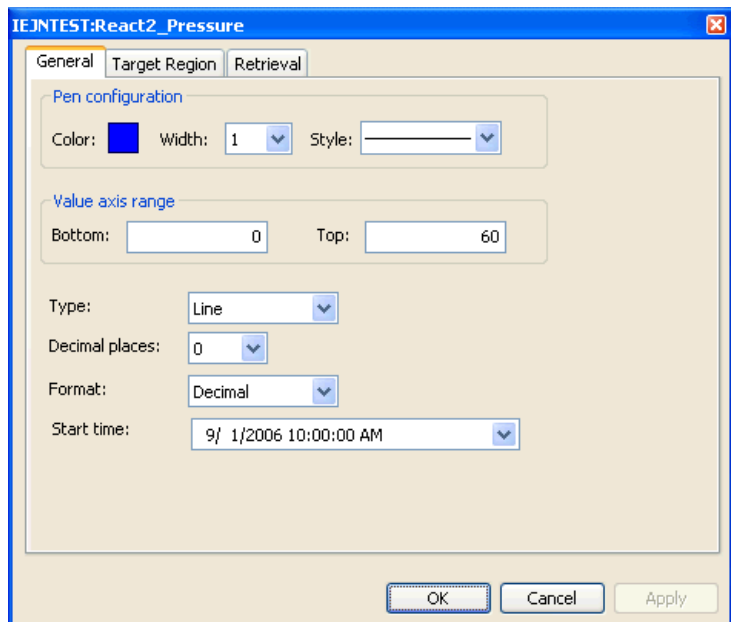 IEJNTEST:React2_Pressure
General Target Region Retrieval
Pen configuration
Color: Width: 1 Style:
Value axis range
Bottom: 0 Top: 60
Type: Line
Decimal places: 0
Format: Decimal
Start time: 9/ 1/2006 10:00:00 AM
OK Cancel Apply